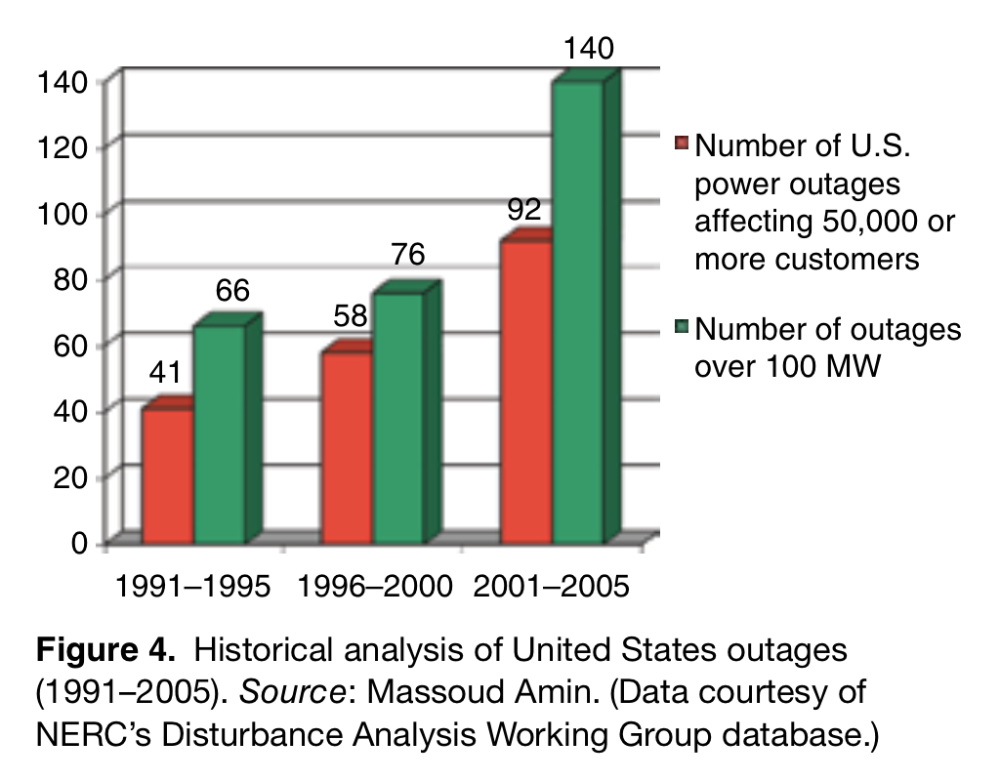 140
120
100
80
60
40
20
0
41
66
58
76
92
140
1991–1995
1996–2000
2001–2005
Number of U.S.
power outages
affecting 50,000 or
more customers
Number of outages
over 100 MW
Figure 4. Historical analysis of United States outages
(1991–2005). Source: Massoud Amin. (Data courtesy of
NERC’s Disturbance Analysis Working Group database.)